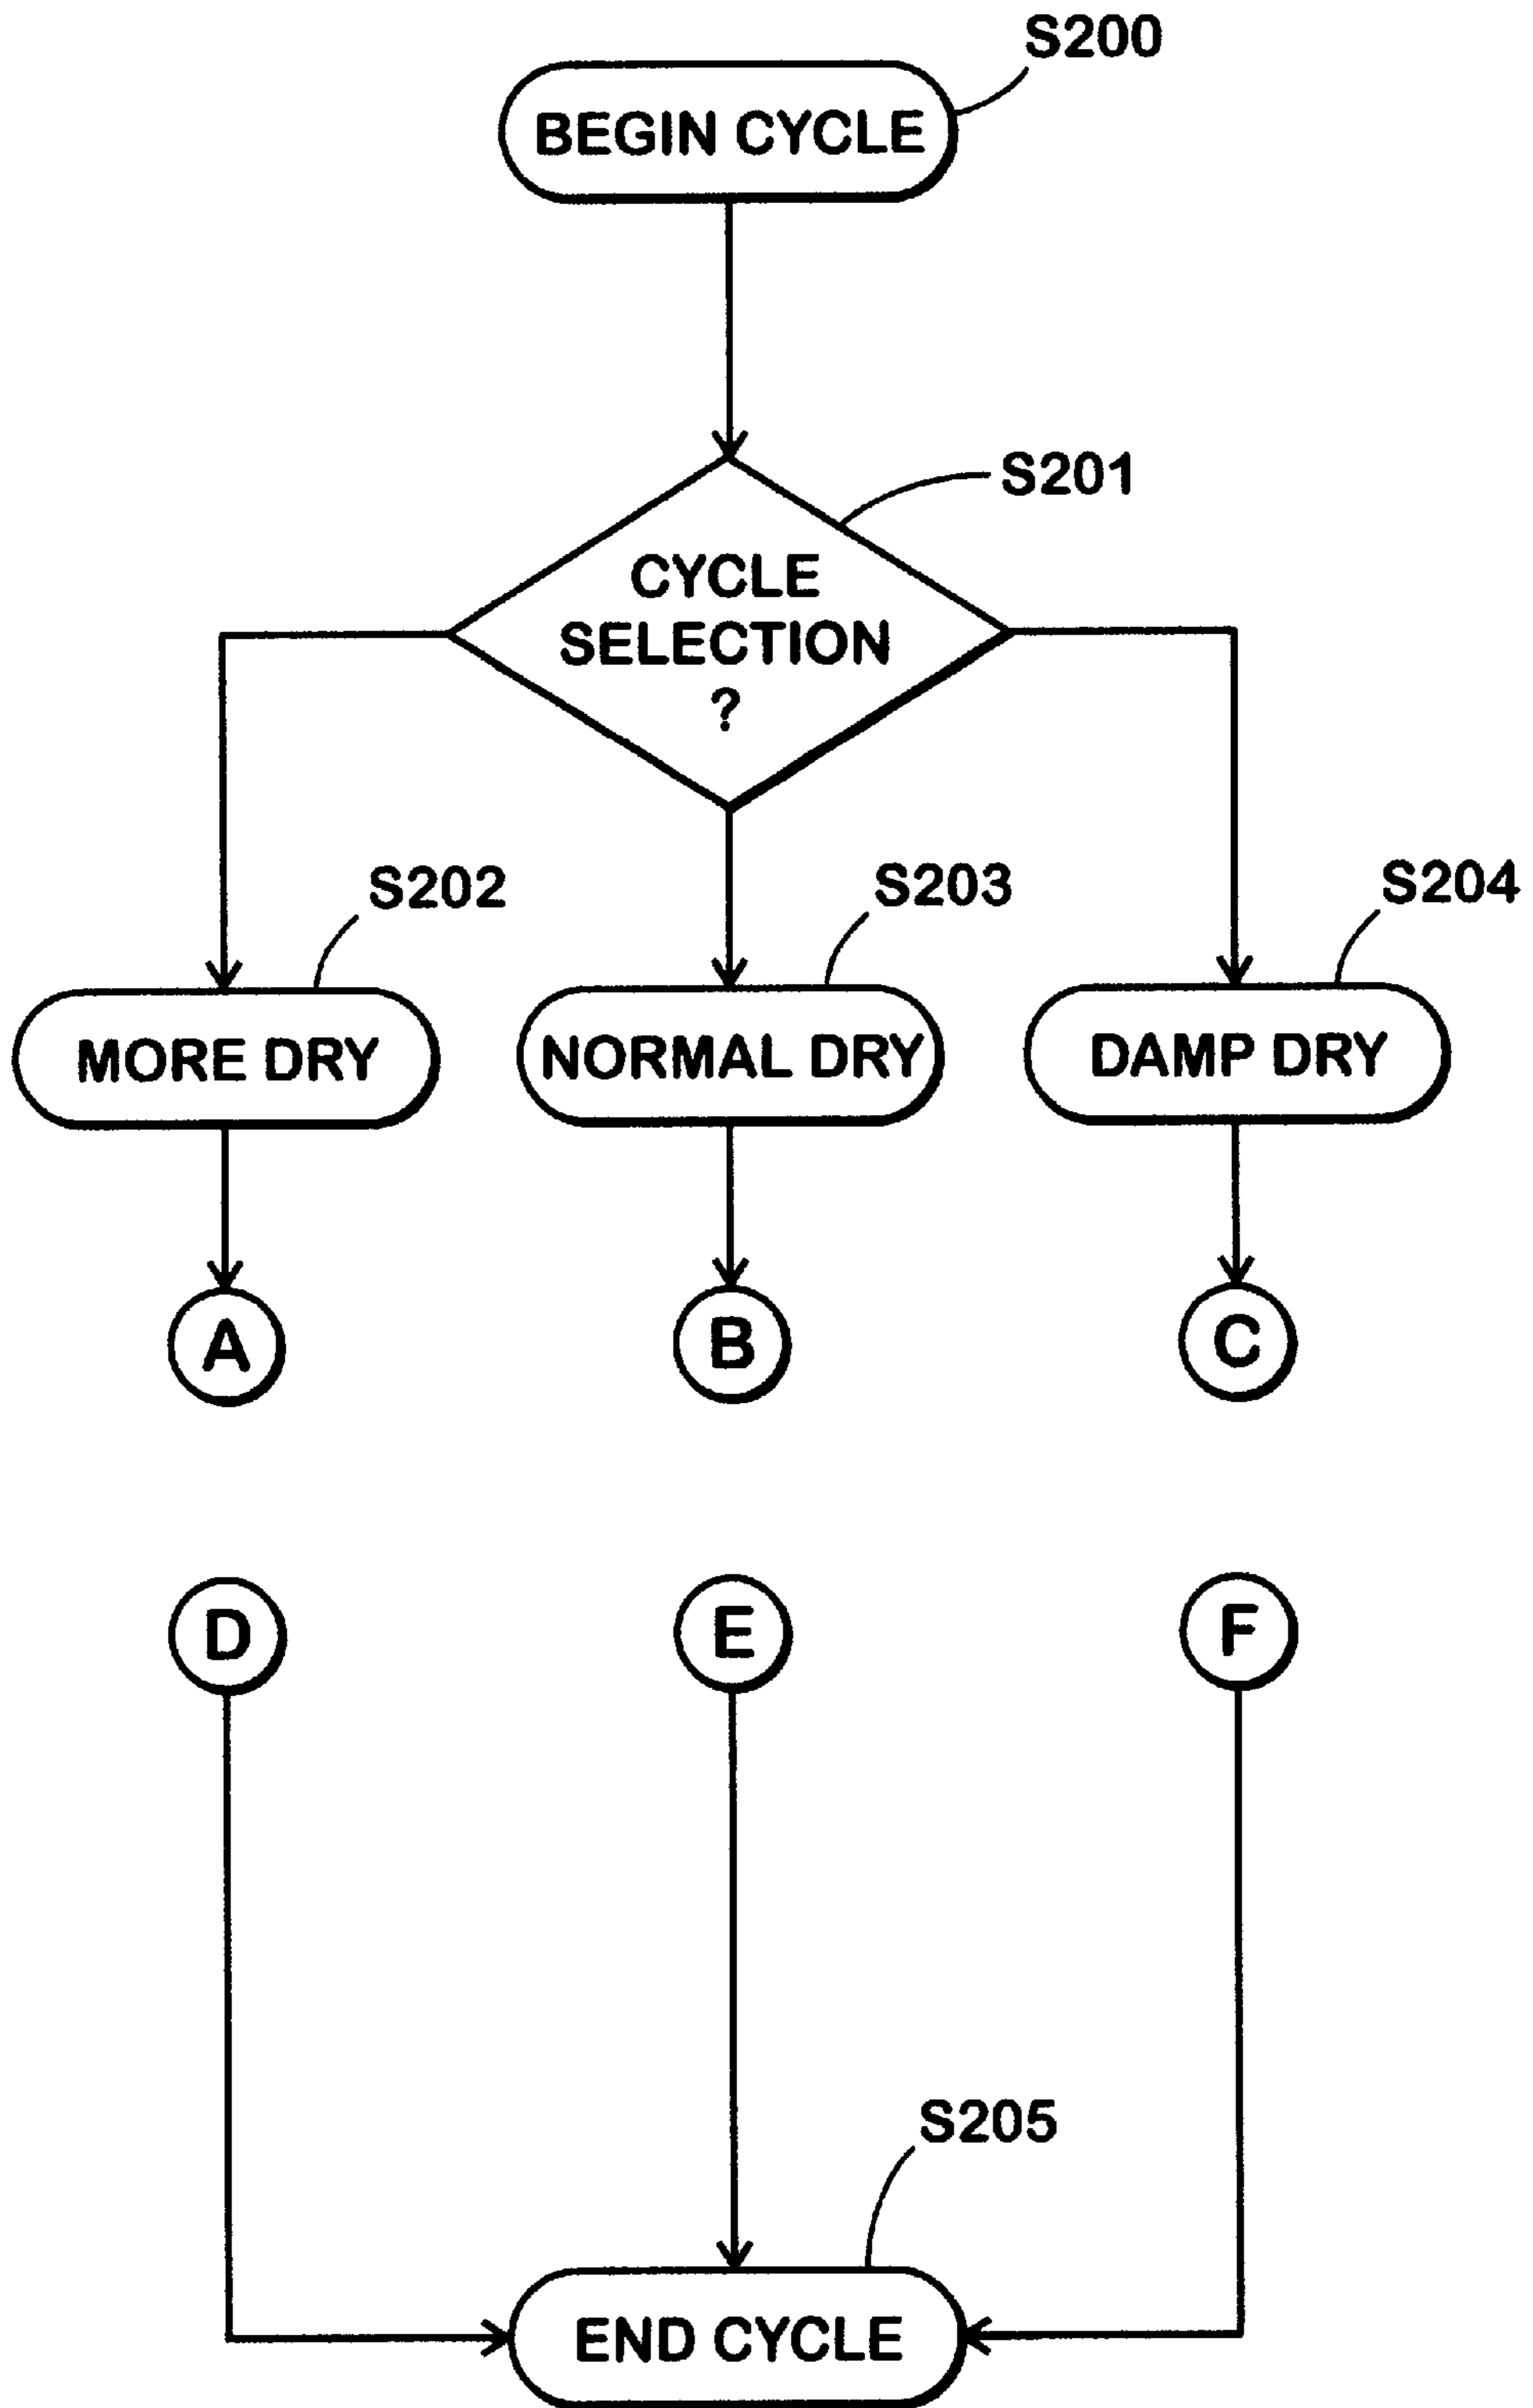 S200
BEGIN CYCLE
S201
CYCLE
SELECTION
?
S202
S203
S204
MORE DRY
NORMAL DRY
DAMP DRY
A
B
C
D
E
F
S205
END CYCLE